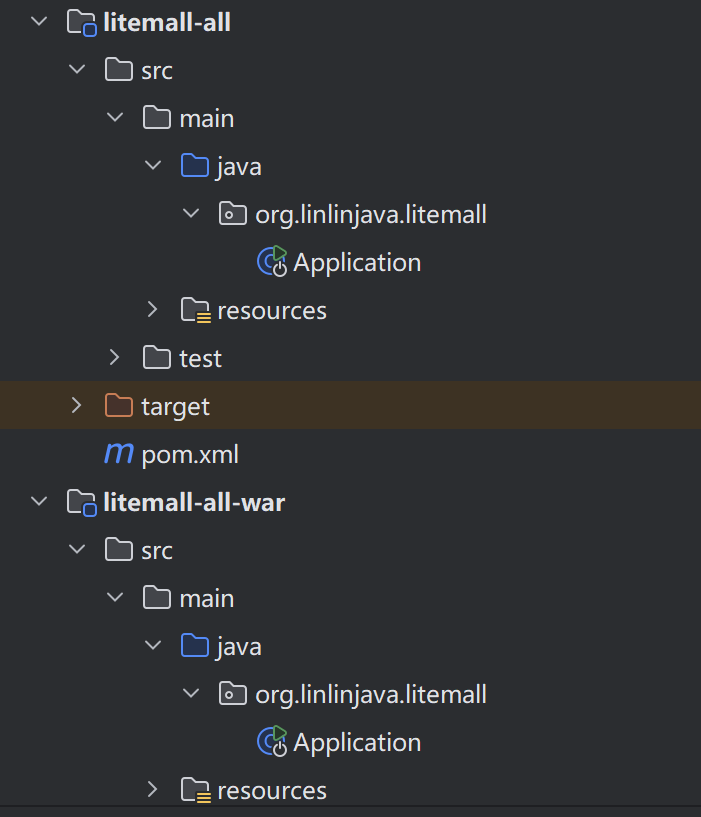 litemall-all
src
main
java
org.linlinjava.litemall
Application
resources
test
target
pom.xml
litemall-all-war
src
main
java
org.linlinjava.litemall
Application
resources